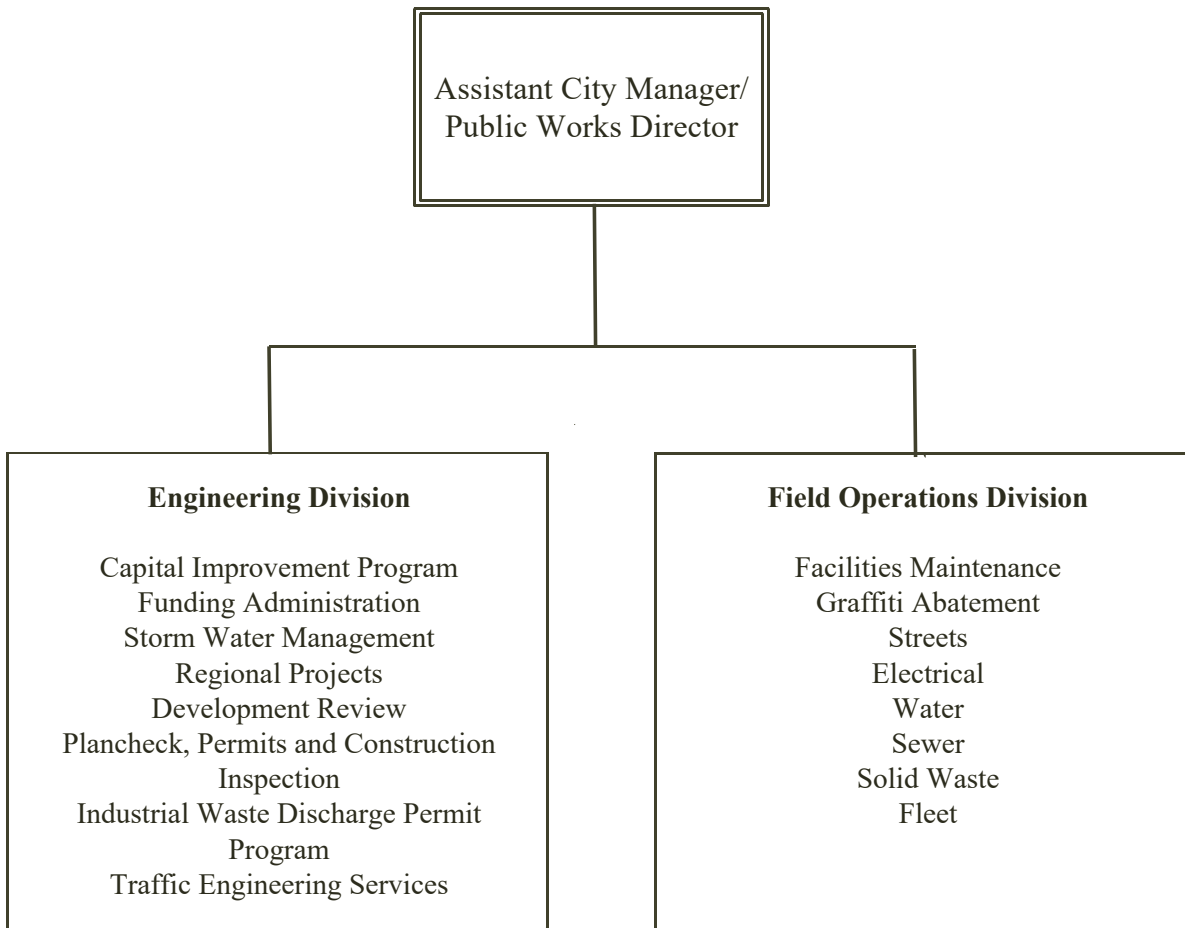 Assistant City Manager/
Public Works Director
Engineering Division
Capital Improvement Program
Funding Administration
Storm Water Management
Regional Projects
Development Review
Plancheck, Permits and Construction
Inspection
Industrial Waste Discharge Permit
Program
Traffic Engineering Services
Field Operations Division
Facilities Maintenance
Graffiti Abatement
Streets
Electrical
Water
Sewer
Solid Waste
Fleet